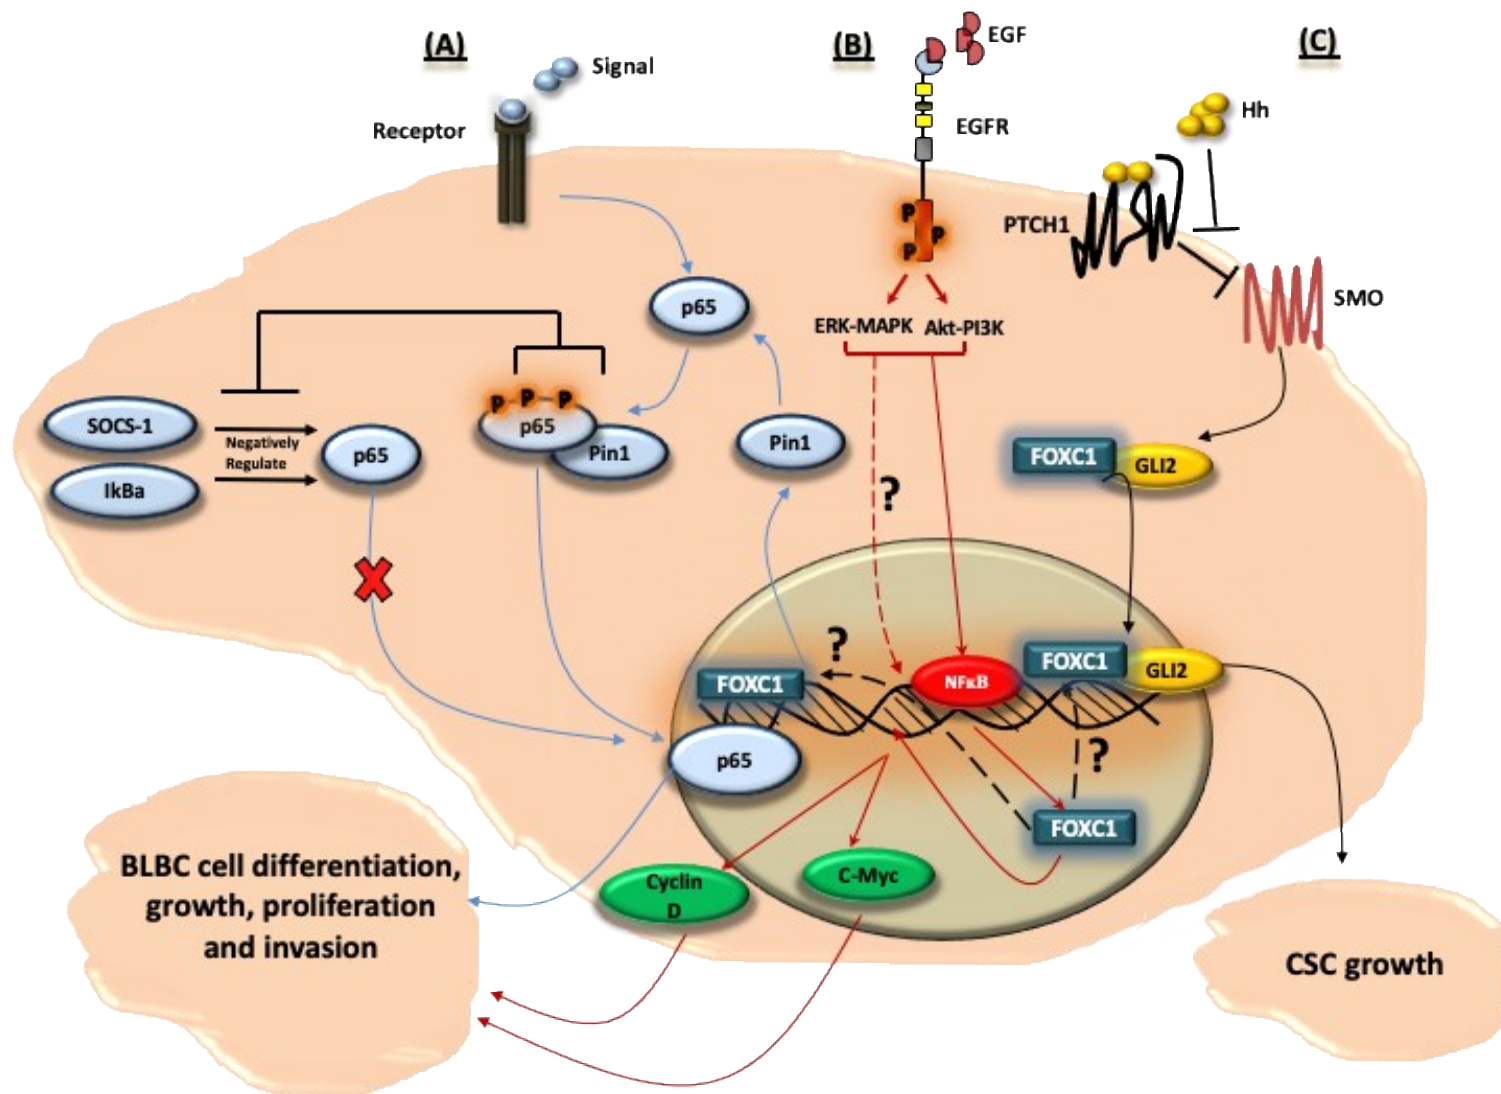 (A)
(B)
(C)
Signal
Receptor
EGF
EGFR
Hh
PTCH1
SMO
P
P
P
p65
ERK-MAPK
Akt-PI3K
P
P
P
p65
Pin1
SOCS-1
IkBa
Negatively
Regulate
p65
Pin1
FOXC1
GLI2
?
?
FOXC1
p65
NFκB
FOXC1
GLI2
?
FOXC1
Cyclin
D
C-Myc
BLBC cell differentiation,
growth, proliferation
and invasion
CSC growth